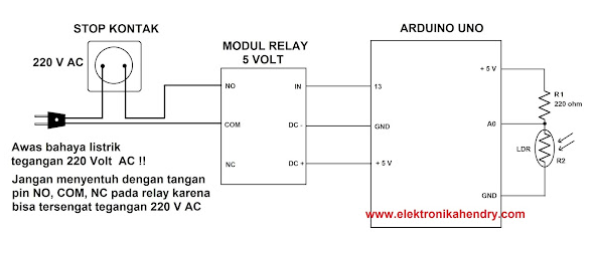 STOP KONTAK
220 V AC
MODUL RELAY
5 VOLT
ARDUINO UNO
NO
COM
NC
IN
DC -
DC +
13
GND
+ 5 V
+ 5 V
A0
GND
R1
220 ohm
LDR
R2
Awas bahaya listrik
tegangan 220 Volt  AC !!
Jangan menyentuh dengan tangan
pin NO, COM, NC pada relay karena
bisa tersengat tegangan 220 V AC
www.elektronikahendry.com